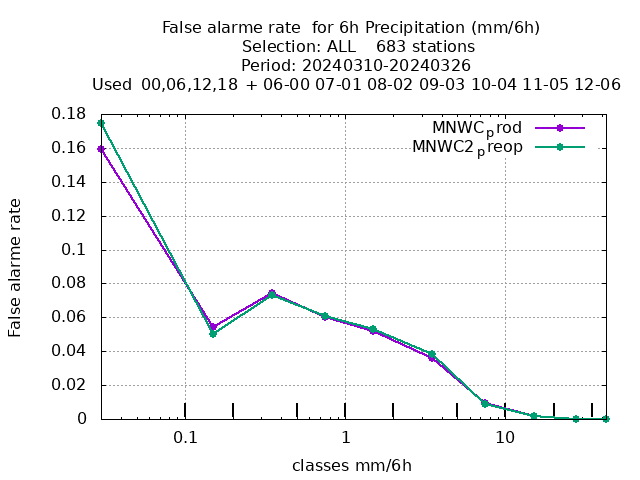 False alarme rate  for 6h Precipitation (mm/6h)
Selection: ALL    683 stations
Period: 20240310-20240326
Used  00,06,12,18  + 06-00 07-01 08-02 09-03 10-04 11-05 12-06
0.18
0.16
0.14
0.12
0.1
0.08
0.06
0.04
0.02
0
False alarme rate
MNWCprod
MNWC2preop
0.1
1
10
classes mm/6h